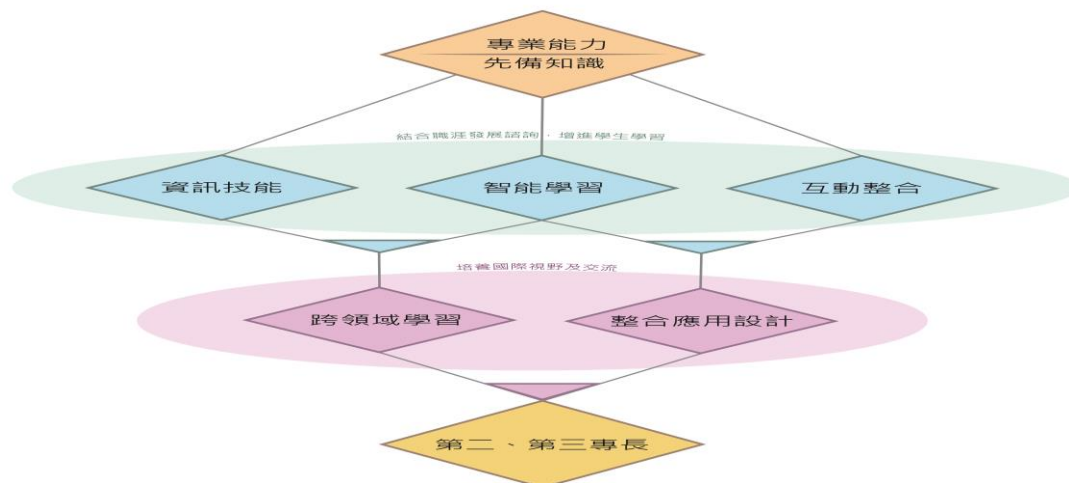 專業能力
先備知識
結合職涯發展諮詢，增進學生學習
資訊技能
智能學習
互動整合
培養國際視野及交流
跨領域學習
整合應用設計
第二、第三專長